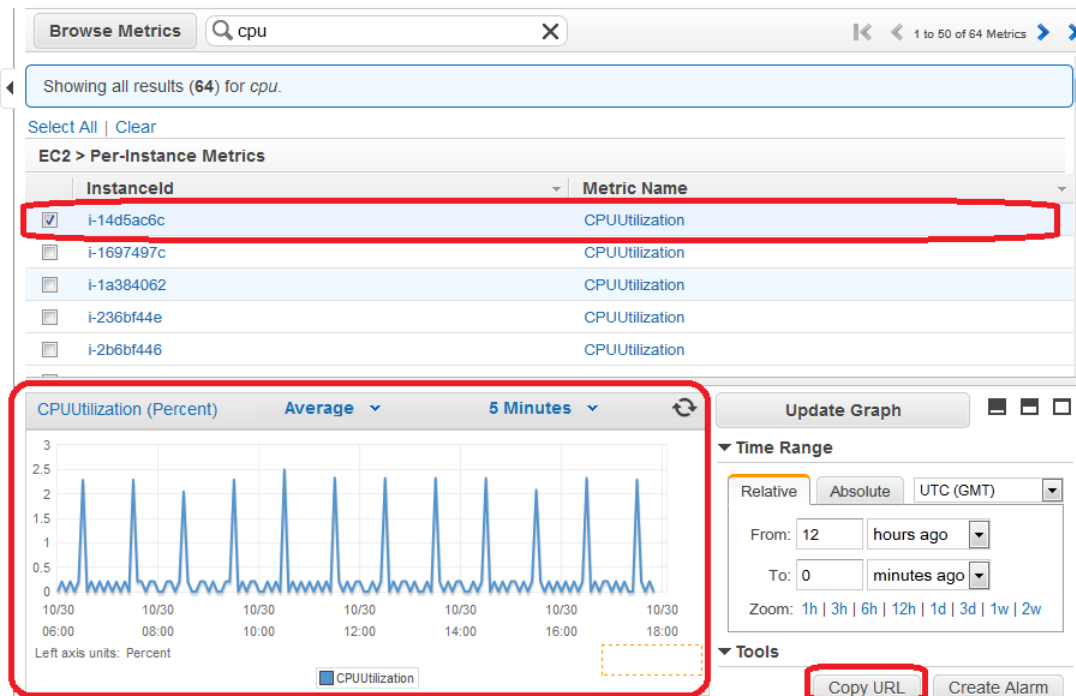 Browse Metrics cpu 1 to 50 of 64 Metrics
Showing all results (64) for cpu.
Select All | Clear
EC2 > Per-Instance Metrics
InstanceId Metric Name
i-14d5ac6c CPUUtilization
i-1697497c CPUUtilization
i-1a384062 CPUUtilization
i-236bf44e CPUUtilization
i-2b6bf446 CPUUtilization
CPUUtilization (Percent) Average 5 Minutes
3
2.5
2
1.5
1
0.5
0
10/30 10/30 10/30 10/30 10/30 10/30 10/30
06:00 08:00 10:00 12:00 14:00 16:00 18:00
Left axis units: Percent
CPUUtilization
Update Graph
Time Range
Relative Absolute UTC (GMT)
From: 12 hours ago
To: 0 minutes ago
Zoom: 1h | 3h | 6h | 12h | 1d | 3d | 1w | 2w
Tools
Copy URL Create Alarm